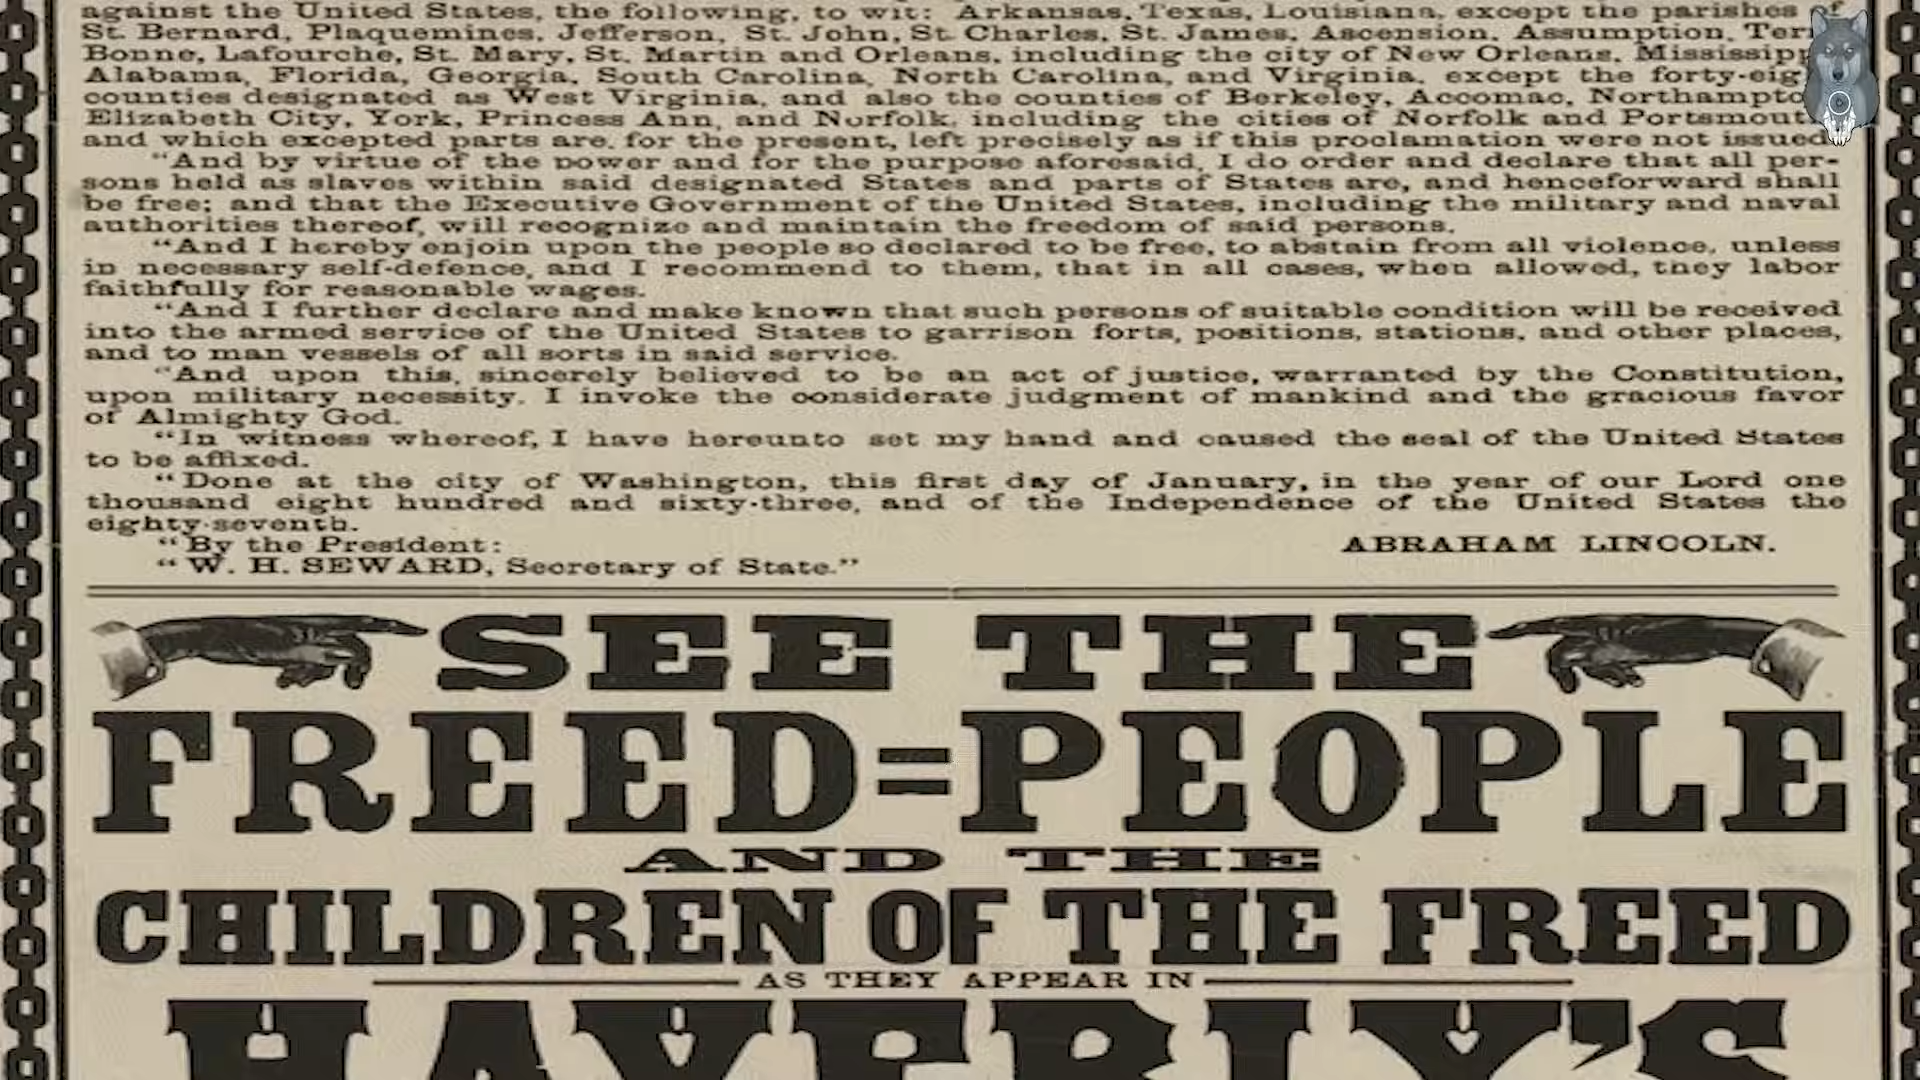 against the United States, the following, to wit: Arkansas, Texas, Louisiana, except the parishes of
St. Bernard, Plaquemines, Jefferson, St. John, St. Charles, St. James, Ascension, Assumption,
Bonne, Lafourche, St. Mary, St. Martin and Orleans, including the city of New Orleans,
Alabama, Florida, Georgia, South Carolina, North Carolina, and Virginia, except the
counties designated as West Virginia, and also the counties of Berkeley, Accomac,
Elizabeth City, York, Princess Ann, and Norfolk, including the cities of Norfolk and
and which excepted parts are, for the present, left precisely as if this proclamation were not issued.
"And by virtue of the power and for the purpose aforesaid, I do order and declare that all per-
sons held as slaves within said designated States and parts of States are, and henceforward shall
be free; and that the Executive Government of the United States, including the military and naval
authorities thereof, will recognize and maintain the freedom of said persons.
"And I hereby enjoin upon the people so declared to be free, to abstain from all violence, unless
in necessary self-defence, and I recommend to them, that in all cases, when allowed, they labor
faithfully for reasonable wages.
"And I further declare and make known that such persons of suitable condition will be received
into the armed service of the United States to garrison forts, positions, stations, and other places,
and to man vessels of all sorts in said service.
"And upon this, sincerely believed to be an act of justice, warranted by the Constitution,
upon military necessity, I invoke the considerate judgment of mankind and the gracious favor
of Almighty God.
"In witness whereof, I have hereunto set my hand and caused the seal of the United States
to be affixed.
"Done at the city of Washington, this first day of January, in the year of our Lord one
thousand eight hundred and sixty-three, and of the Independence of the United States the
eighty-seventh.
"By the President: ABRAHAM LINCOLN.
"W. H. SEWARD, Secretary of State."
SEE THE
FREED=PEOPLE
AND THE
CHILDREN OF THE FREED
AS THEY APPEAR IN
HAVERLY'S